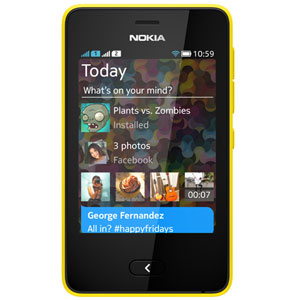 NOKIA
1 2 10:59
Today
What's on your mind?
Plants vs. Zombies
Installed
3 photos
Facebook
00:07
George Fernandez
All in? #happyfridays